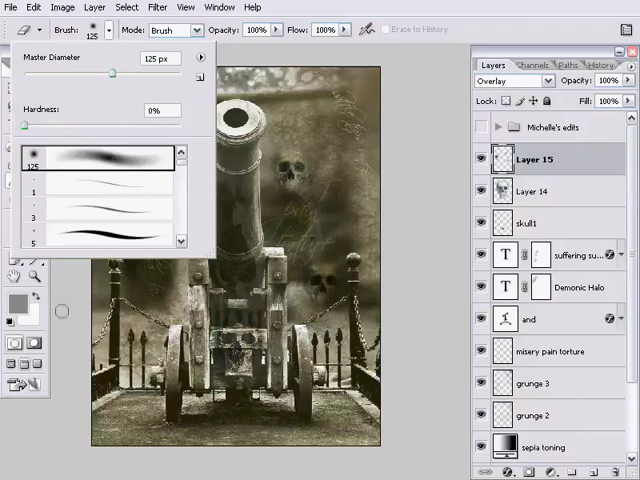 File Edit Image Layer Select Filter View Window Help
Brush: 125 Mode: Brush Opacity: 100% Flow: 100% Erase to History
Master Diameter 125 px
Hardness: 0%
125
1
3
5
Layers Channels Paths History
Overlay Opacity: 100%
Lock: Fill: 100%
Michelle's edits
Layer 15
Layer 14
skull1
T suffering su...
T Demonic Halo
and
misery pain torture
grunge 3
grunge 2
sepia toning